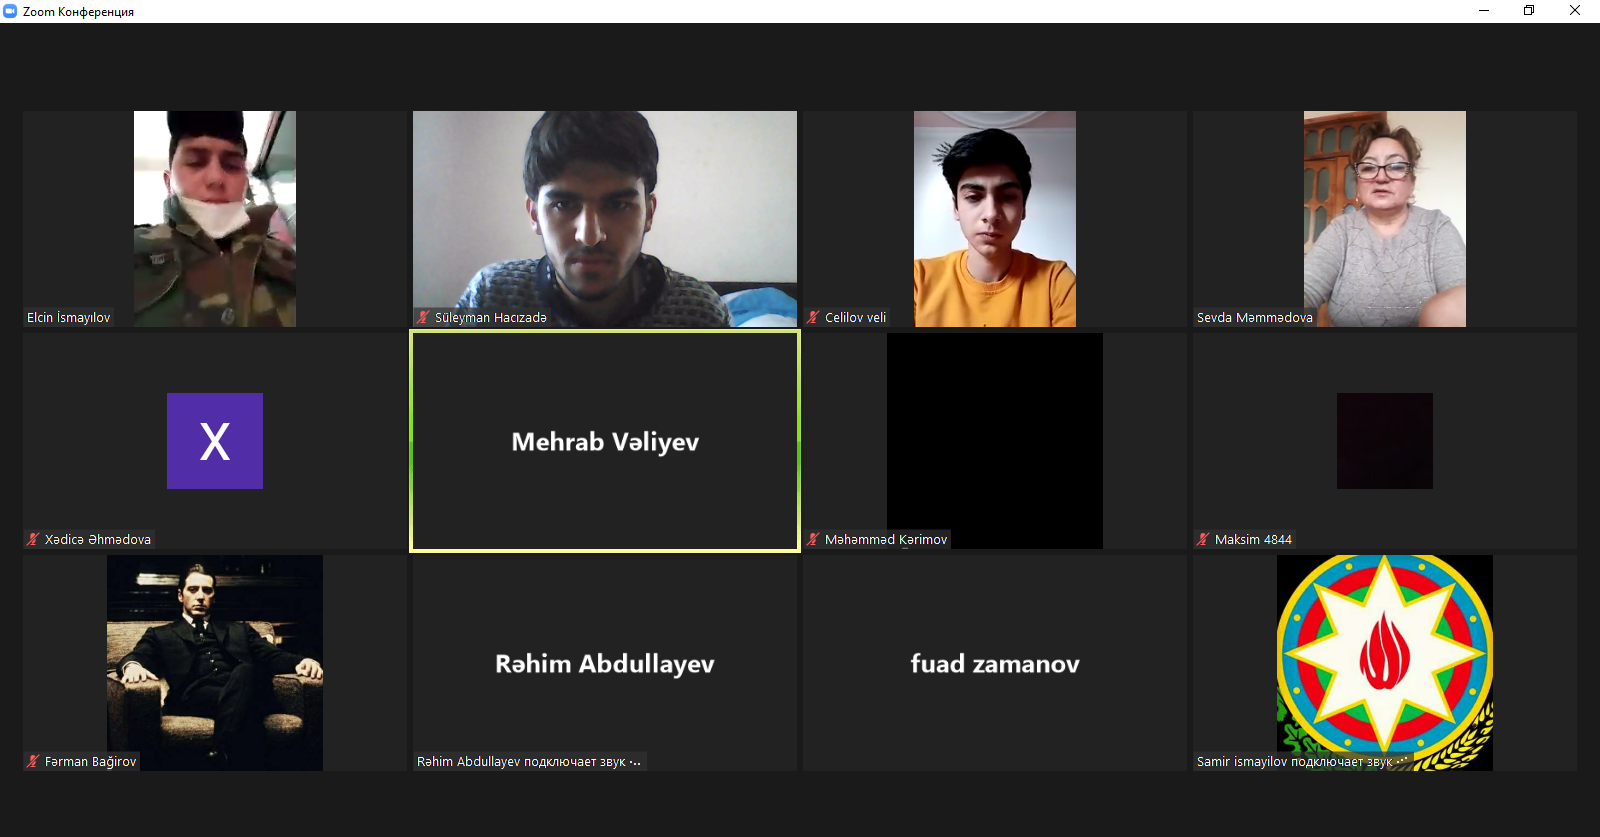 Zoom Конференция
Elcin İsmayılov
Süleyman Hacızadə
Celilov veli
Sevda Məmmədova
X
Xədicə Əhmədova
Mehrab Vəliyev
Məhəmməd Kərimov
Maksim 4844
Fərman Bağirov
Rəhim Abdullayev
Rəhim Abdullayev подключает звук
fuad zamanov
Samir ismayilov подключает звук